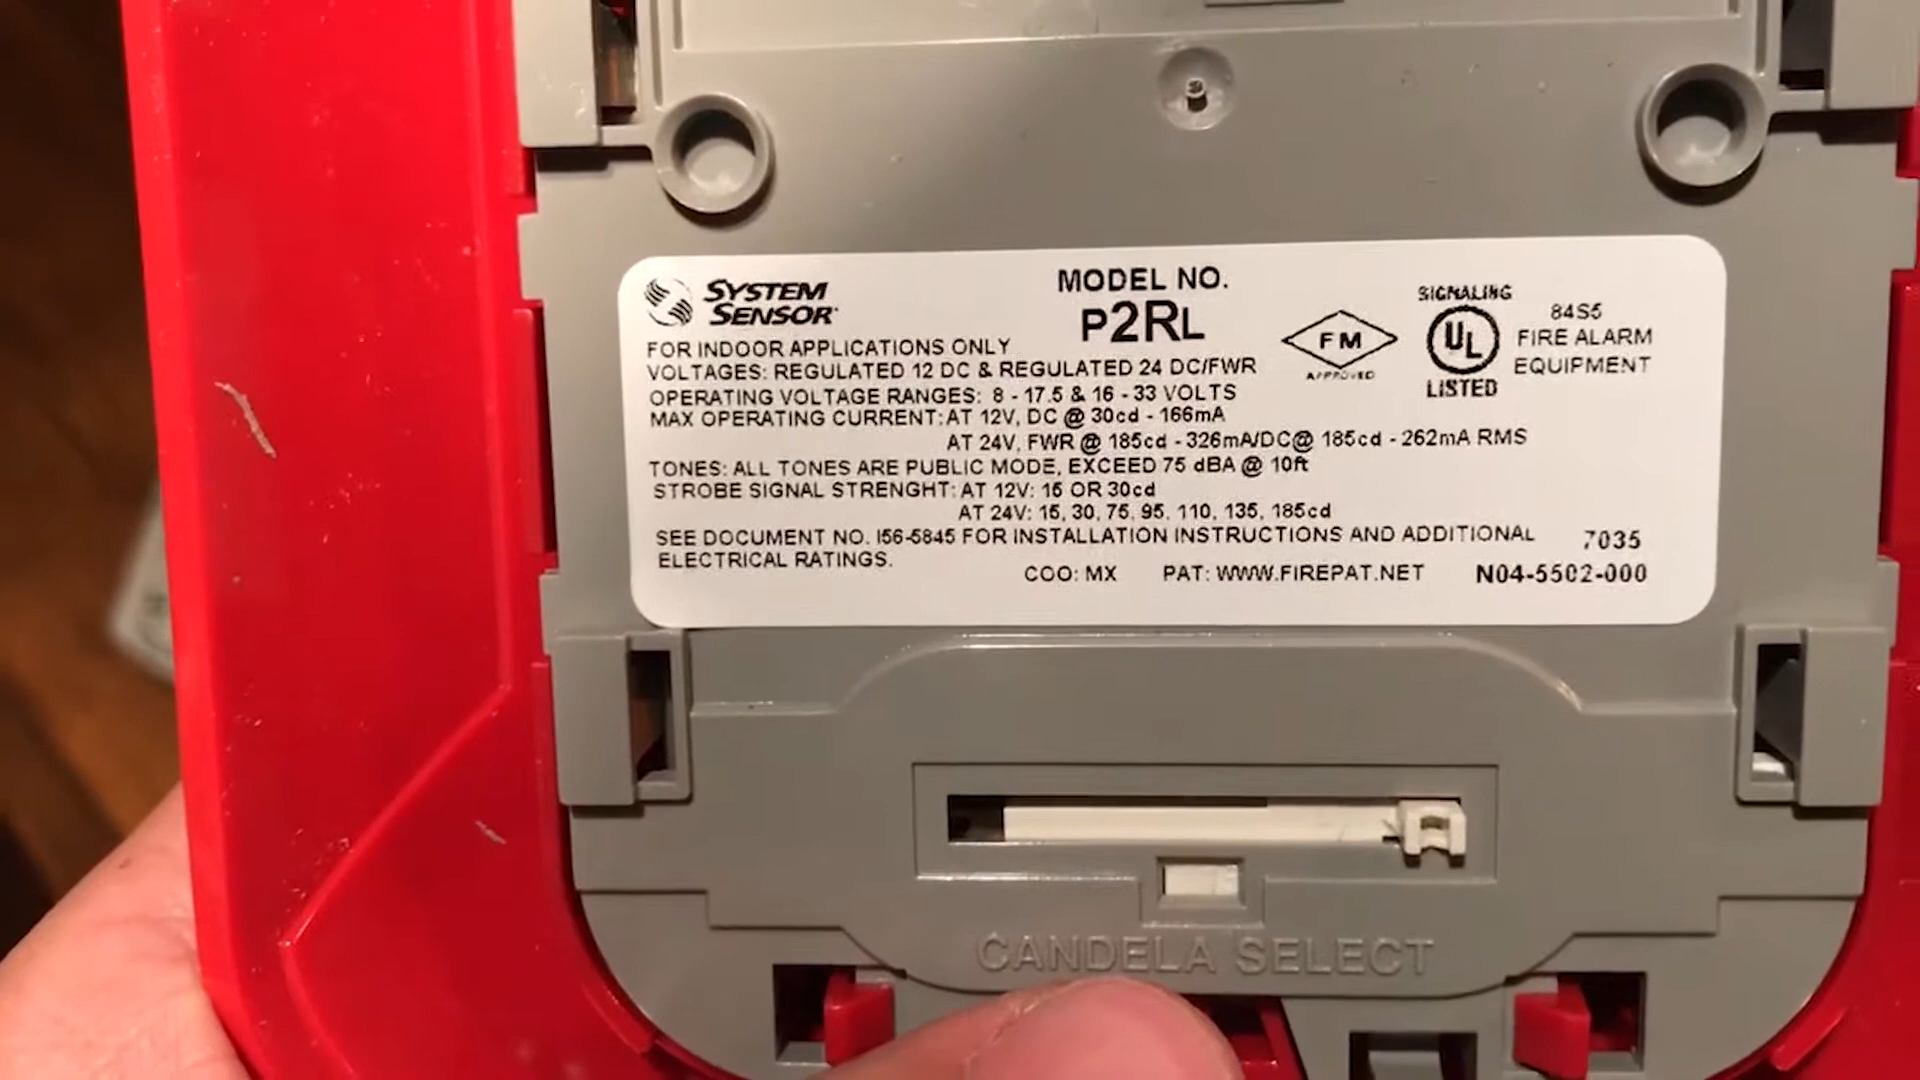 SYSTEM
SENSOR
MODEL NO.
P2RL
FM
APPROVED
SIGNALING
UL
LISTED
84S5
FIRE ALARM
EQUIPMENT
FOR INDOOR APPLICATIONS ONLY
VOLTAGES: REGULATED 12 DC & REGULATED 24 DC/FWR
OPERATING VOLTAGE RANGES: 8 - 17.5 & 16 - 33 VOLTS
MAX OPERATING CURRENT: AT 12V, DC @ 30cd - 166mA
AT 24V, FWR @ 185cd - 326mA/DC@ 185cd - 262mA RMS
TONES: ALL TONES ARE PUBLIC MODE, EXCEED 75 dBA @ 10ft
STROBE SIGNAL STRENGHT: AT 12V: 15 OR 30cd
AT 24V: 15, 30, 75, 95, 110, 135, 185cd
SEE DOCUMENT NO. I56-5845 FOR INSTALLATION INSTRUCTIONS AND ADDITIONAL
ELECTRICAL RATINGS.
7035
COO: MX PAT: WWW.FIREPAT.NET N04-5502-000
CANDELA SELECT